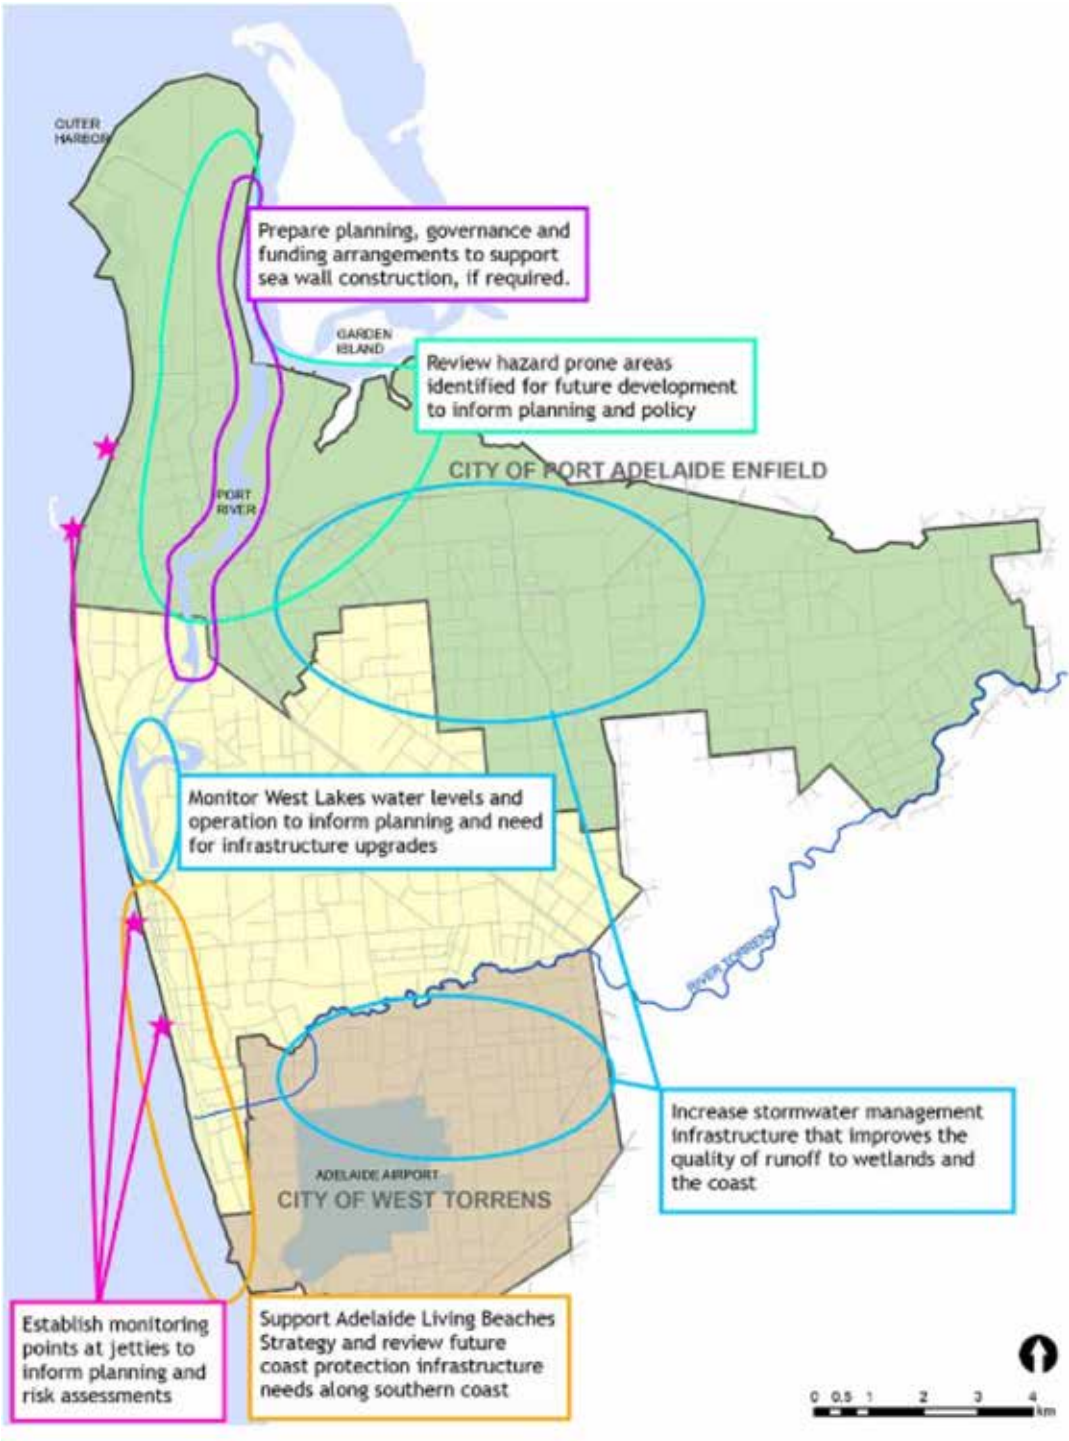 OUTER
HARBOR
Prepare planning, governance and
funding arrangements to support
sea wall construction, if required.
GARDEN
ISLAND
Review hazard prone areas
identified for future development
to inform planning and policy
CITY OF PORT ADELAIDE ENFIELD
PORT
RIVER
Monitor West Lakes water levels and
operation to inform planning and need
for infrastructure upgrades
RIVER TORRENS
Increase stormwater management
infrastructure that improves the
quality of runoff to wetlands and
the coast
ADELAIDE AIRPORT
CITY OF WEST TORRENS
Establish monitoring
points at jetties to
inform planning and
risk assessments
Support Adelaide Living Beaches
Strategy and review future
coast protection infrastructure
needs along southern coast
0 0.5 1 2 3 4
km